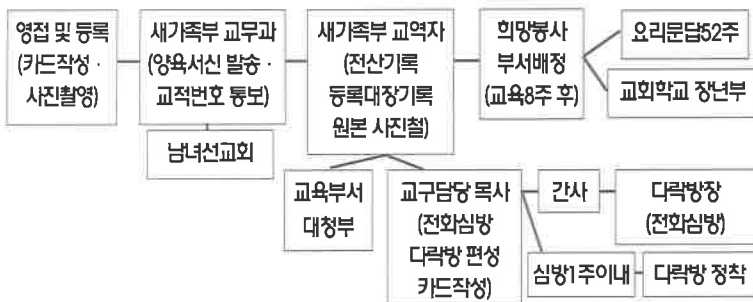 영접 및 등록
(카드작성 ·
사진촬영)
새가족부 교무과
(양육서신 발송 ·
교적번호 통보)
남녀선교회
새가족부 교역자
(전산기록
등록대장기록
원본 사진철)
희망봉사
부서배정
(교육8주 후)
요리문답52주
교회학교 장년부
교육부서
대청부
교구담당 목사
(전화심방
다락방 편성
카드작성)
간사
다락방장
(전화심방)
심방1주이내
다락방 정착